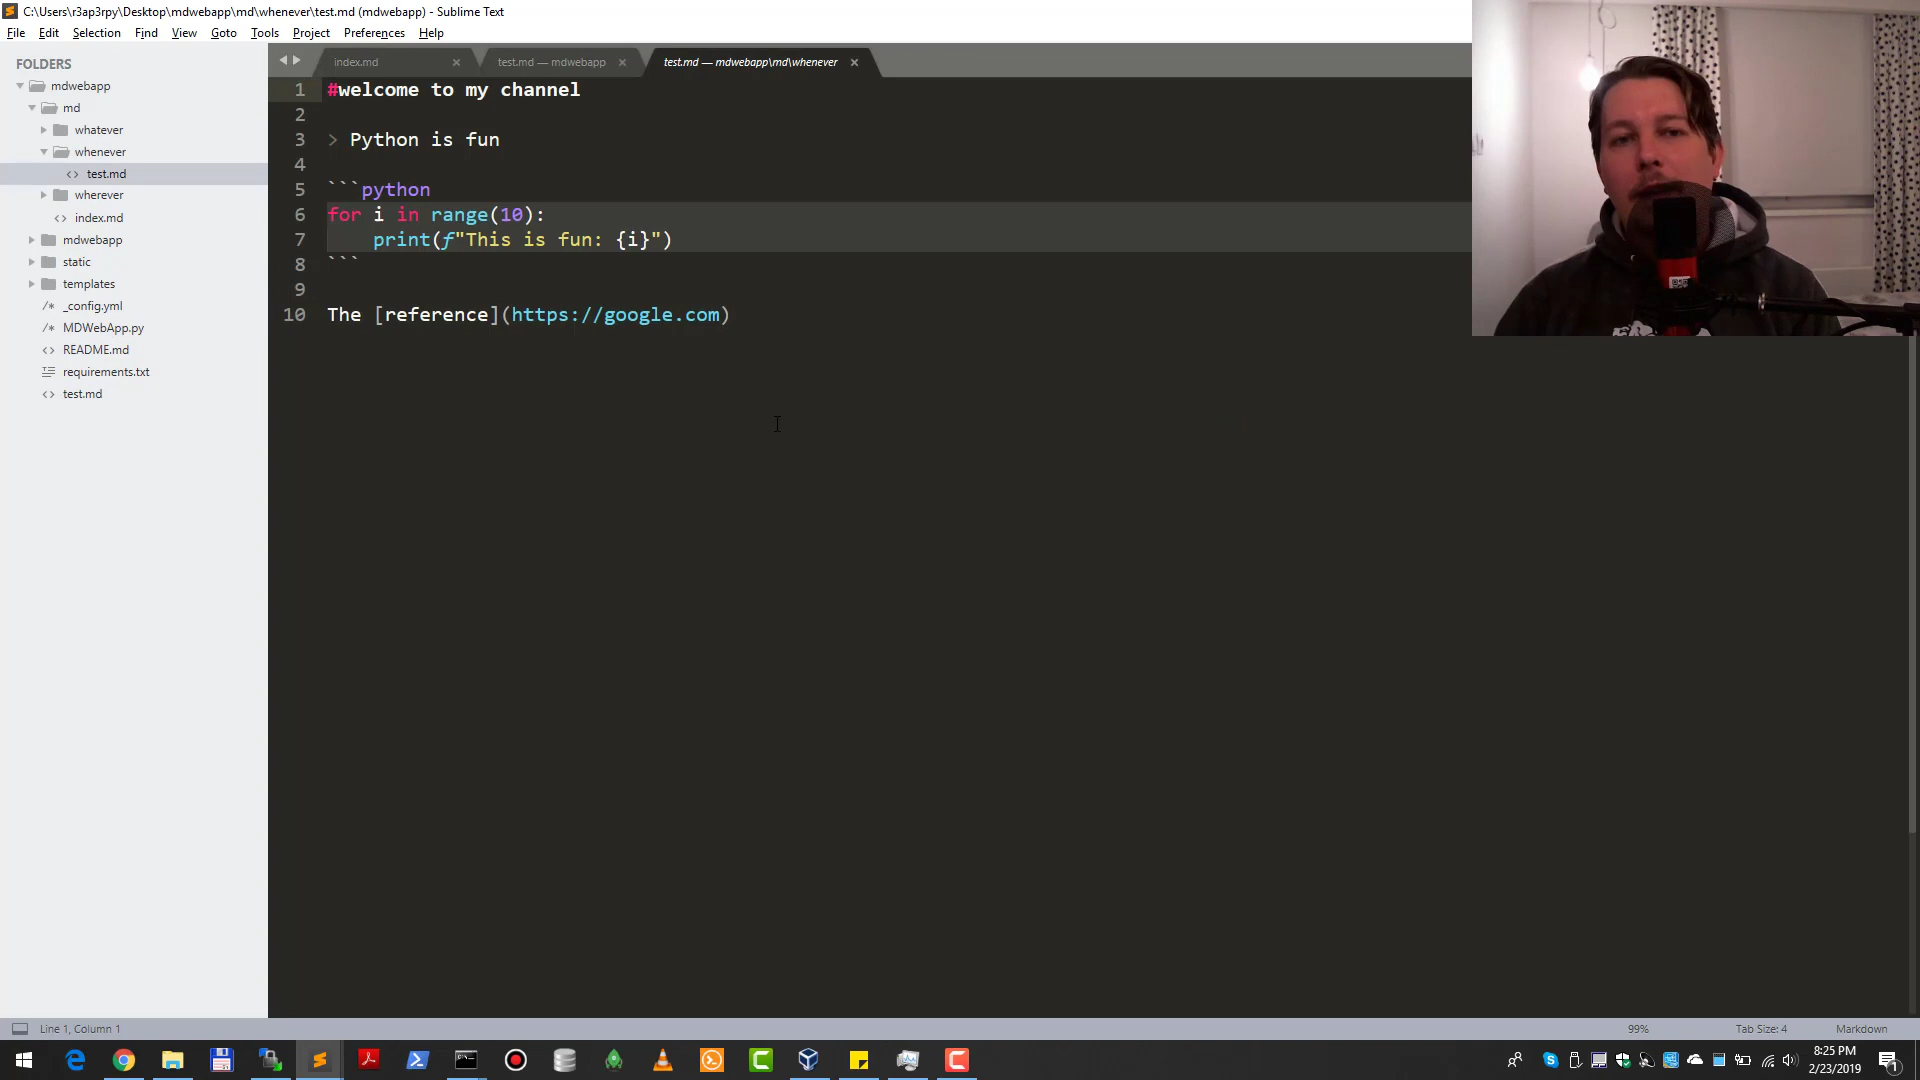 C:\Users\r3ap3rpy\Desktop\mdwebapp\md\whenever\test.md (mdwebapp) - Sublime Text
File Edit Selection Find View Goto Tools Project Preferences Help
FOLDERS
mdwebapp
md
whatever
whenever
test.md
wherever
index.md
mdwebapp
static
templates
_config.yml
MDWebApp.py
README.md
requirements.txt
test.md
index.md test.md — mdwebapp test.md — mdwebapp\md\whenever
1 #welcome to my channel
2
3 > Python is fun
4
5 ```python
6 for i in range(10):
7     print(f"This is fun: {i}")
8 ```
9
10 The [reference](https://google.com)
Line 1, Column 1 99% Tab Size: 4 Markdown
8:25 PM
2/23/2019
1